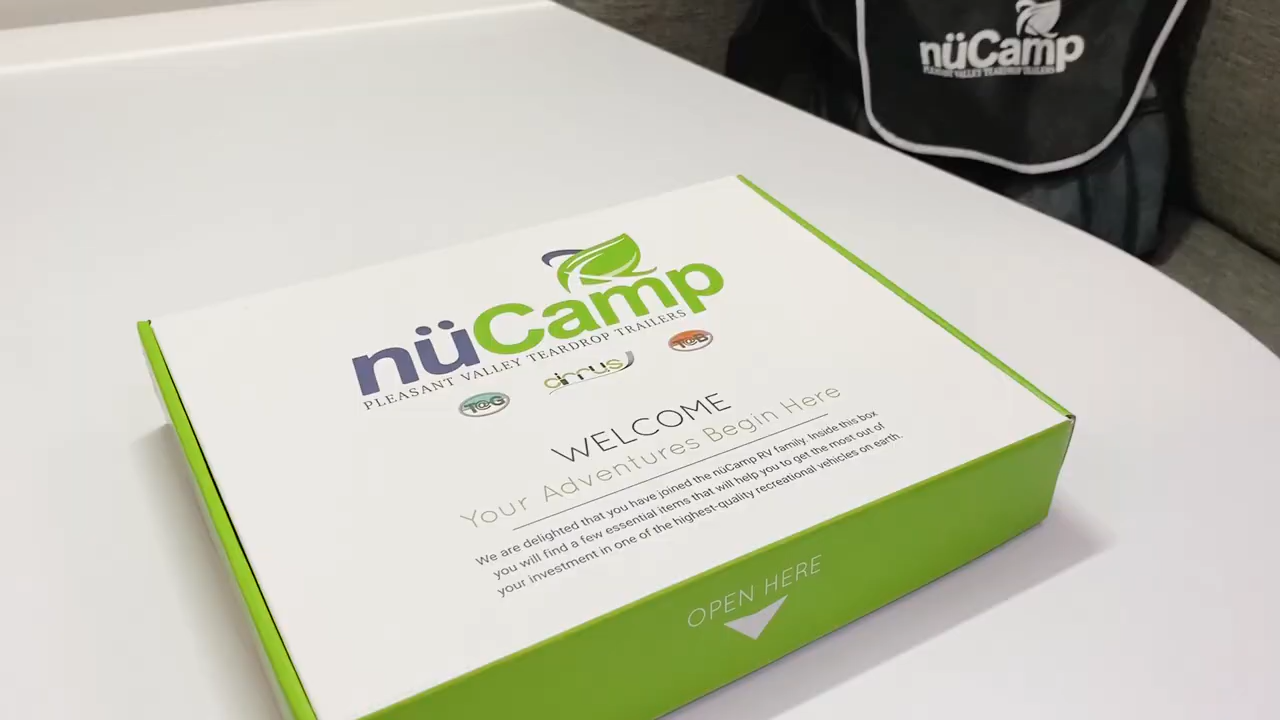 nüCamp
PLEASANT VALLEY TEARDROP TRAILERS
nüCamp
PLEASANT VALLEY TEARDROP TRAILERS
T@G
cirrus
T@B
WELCOME
Your Adventures Begin Here
We are delighted that you have joined the nüCamp RV family. Inside this box
you will find a few essential items that will help you to get the most out of
your investment in one of the highest-quality recreational vehicles on earth.
OPEN HERE